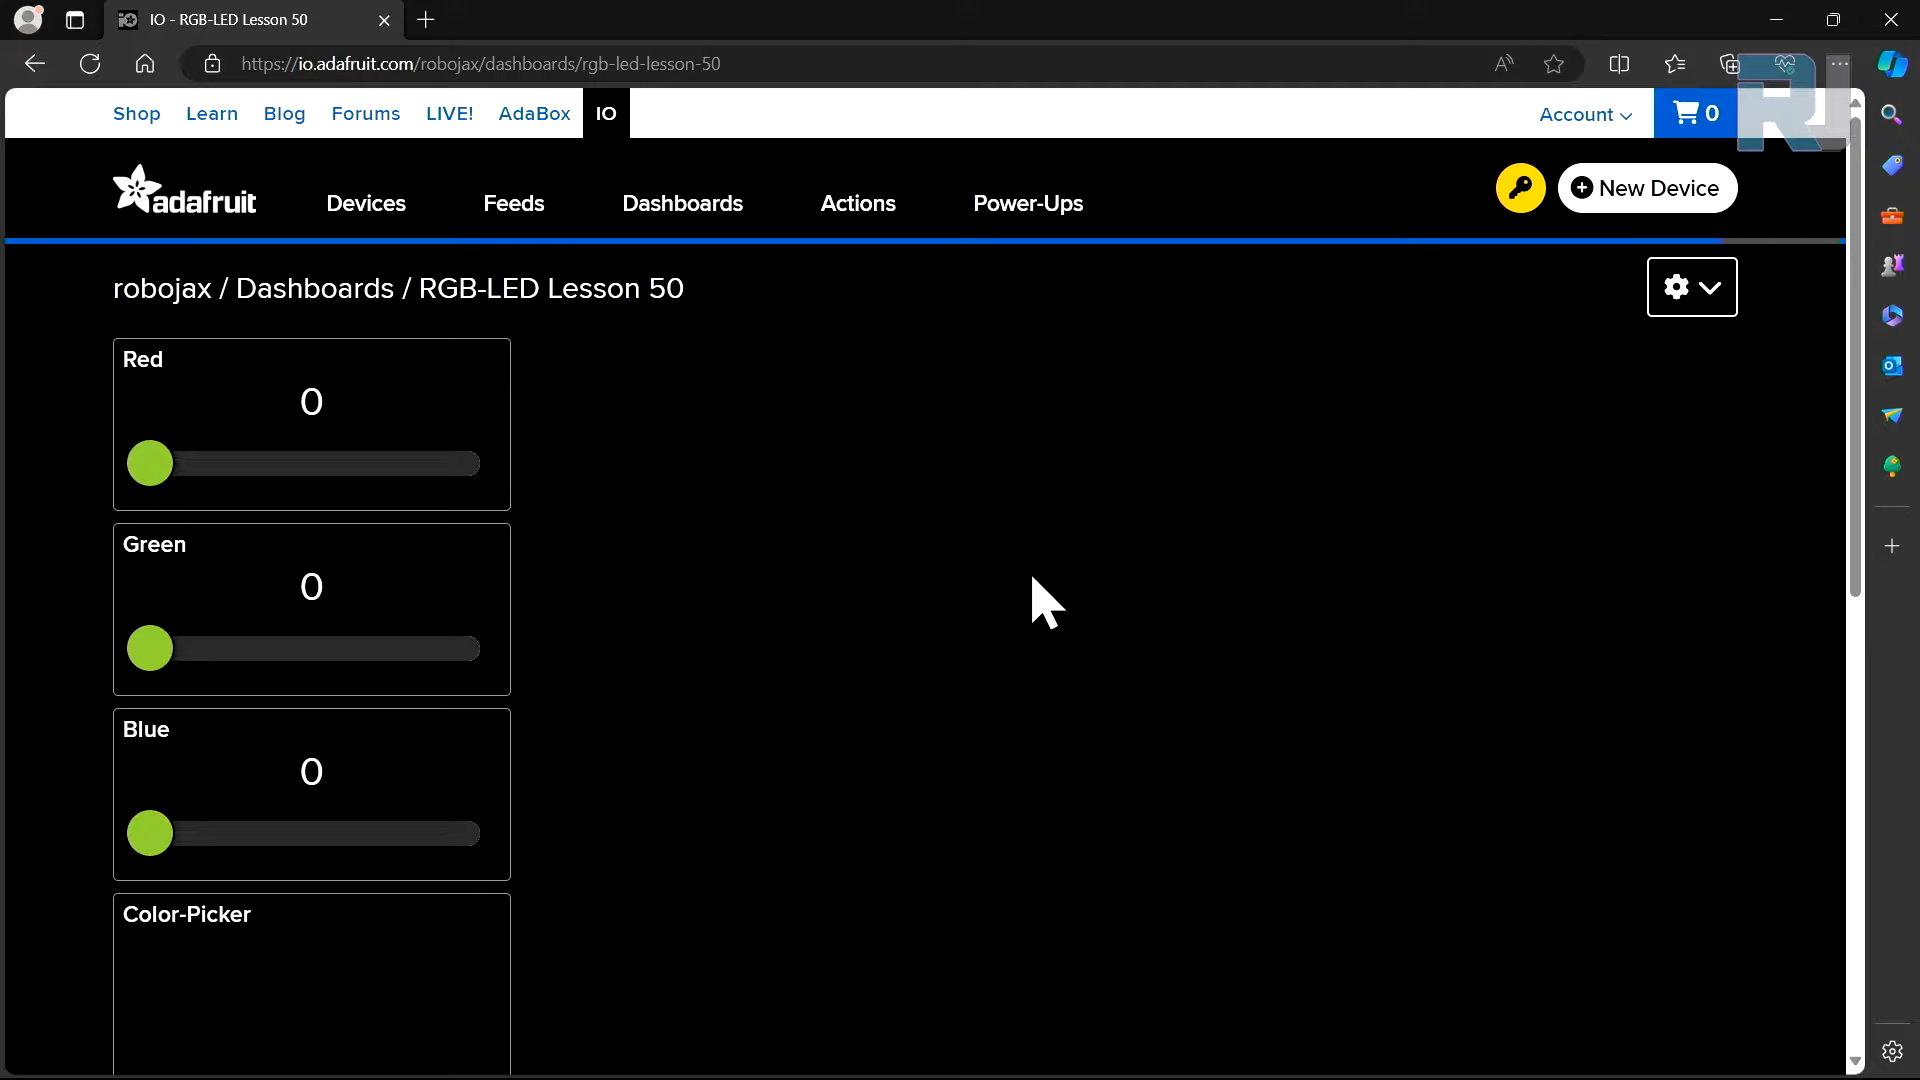 IO - RGB-LED Lesson 50
https://io.adafruit.com/robojax/dashboards/rgb-led-lesson-50
Shop Learn Blog Forums LIVE! AdaBox IO Account 0
RJ
adafruit Devices Feeds Dashboards Actions Power-Ups New Device
robojax / Dashboards / RGB-LED Lesson 50
Red
0
Green
0
Blue
0
Color-Picker